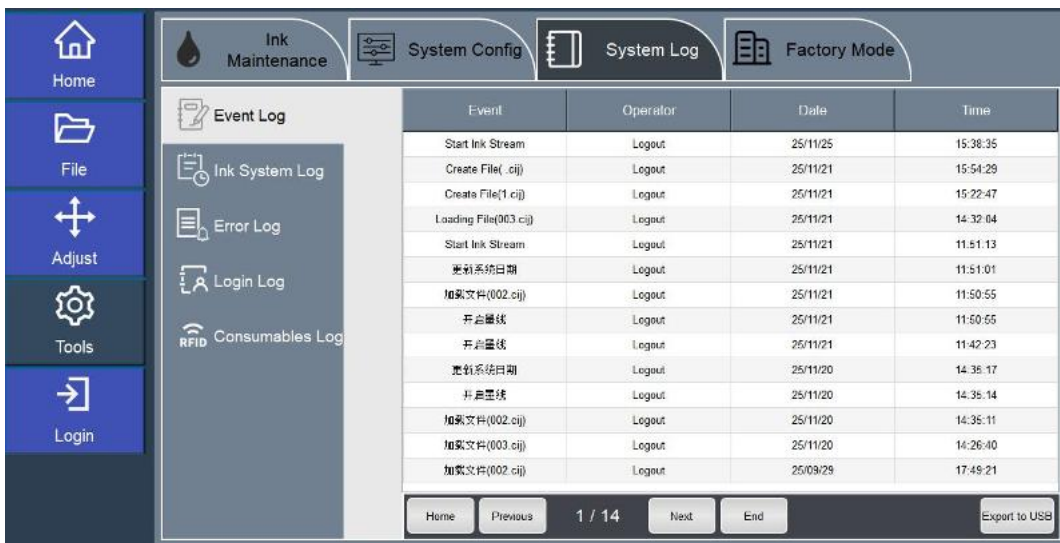 Home
File
Adjust
Tools
Login
Ink Maintenance
System Config
System Log
Factory Mode
Event Log
Ink System Log
Error Log
Login Log
RFID Consumables Log
Event Operator Date Time
Start Ink Stream Logout 25/11/25 15:38:35
Create File( .cij) Logout 25/11/21 15:54:29
Create File(1.cij) Logout 25/11/21 15:22:47
Loading File(003.cij) Logout 25/11/21 14:32:04
Start Ink Stream Logout 25/11/21 11:51:13
更新系统日期 Logout 25/11/21 11:51:01
加载文件(002.cij) Logout 25/11/21 11:50:55
开启墨线 Logout 25/11/21 11:50:55
开启墨线 Logout 25/11/21 11:42:23
更新系统日期 Logout 25/11/20 14:36:17
开启墨线 Logout 25/11/20 14:35:14
加载文件(002.cij) Logout 25/11/20 14:35:11
加载文件(003.cij) Logout 25/11/20 14:26:40
加载文件(002.cij) Logout 25/09/29 17:49:21
Home Previous 1 / 14 Next End Export to USB